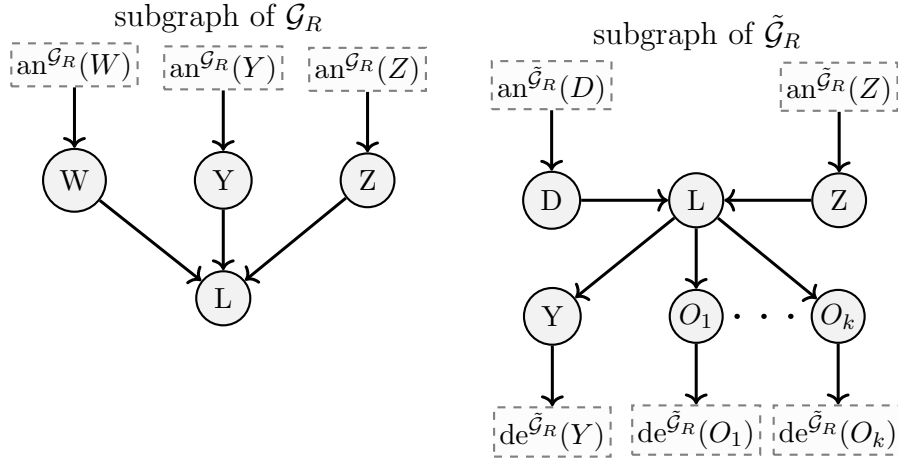 subgraph of 𝒢_R
an^{𝒢_R}(W) an^{𝒢_R}(Y) an^{𝒢_R}(Z)
W Y Z
L
subgraph of 𝒢̃_R
an^{𝒢̃_R}(D) an^{𝒢̃_R}(Z)
D L Z
Y O_1 · · · O_k
de^{𝒢̃_R}(Y) de^{𝒢̃_R}(O_1) de^{𝒢̃_R}(O_k)